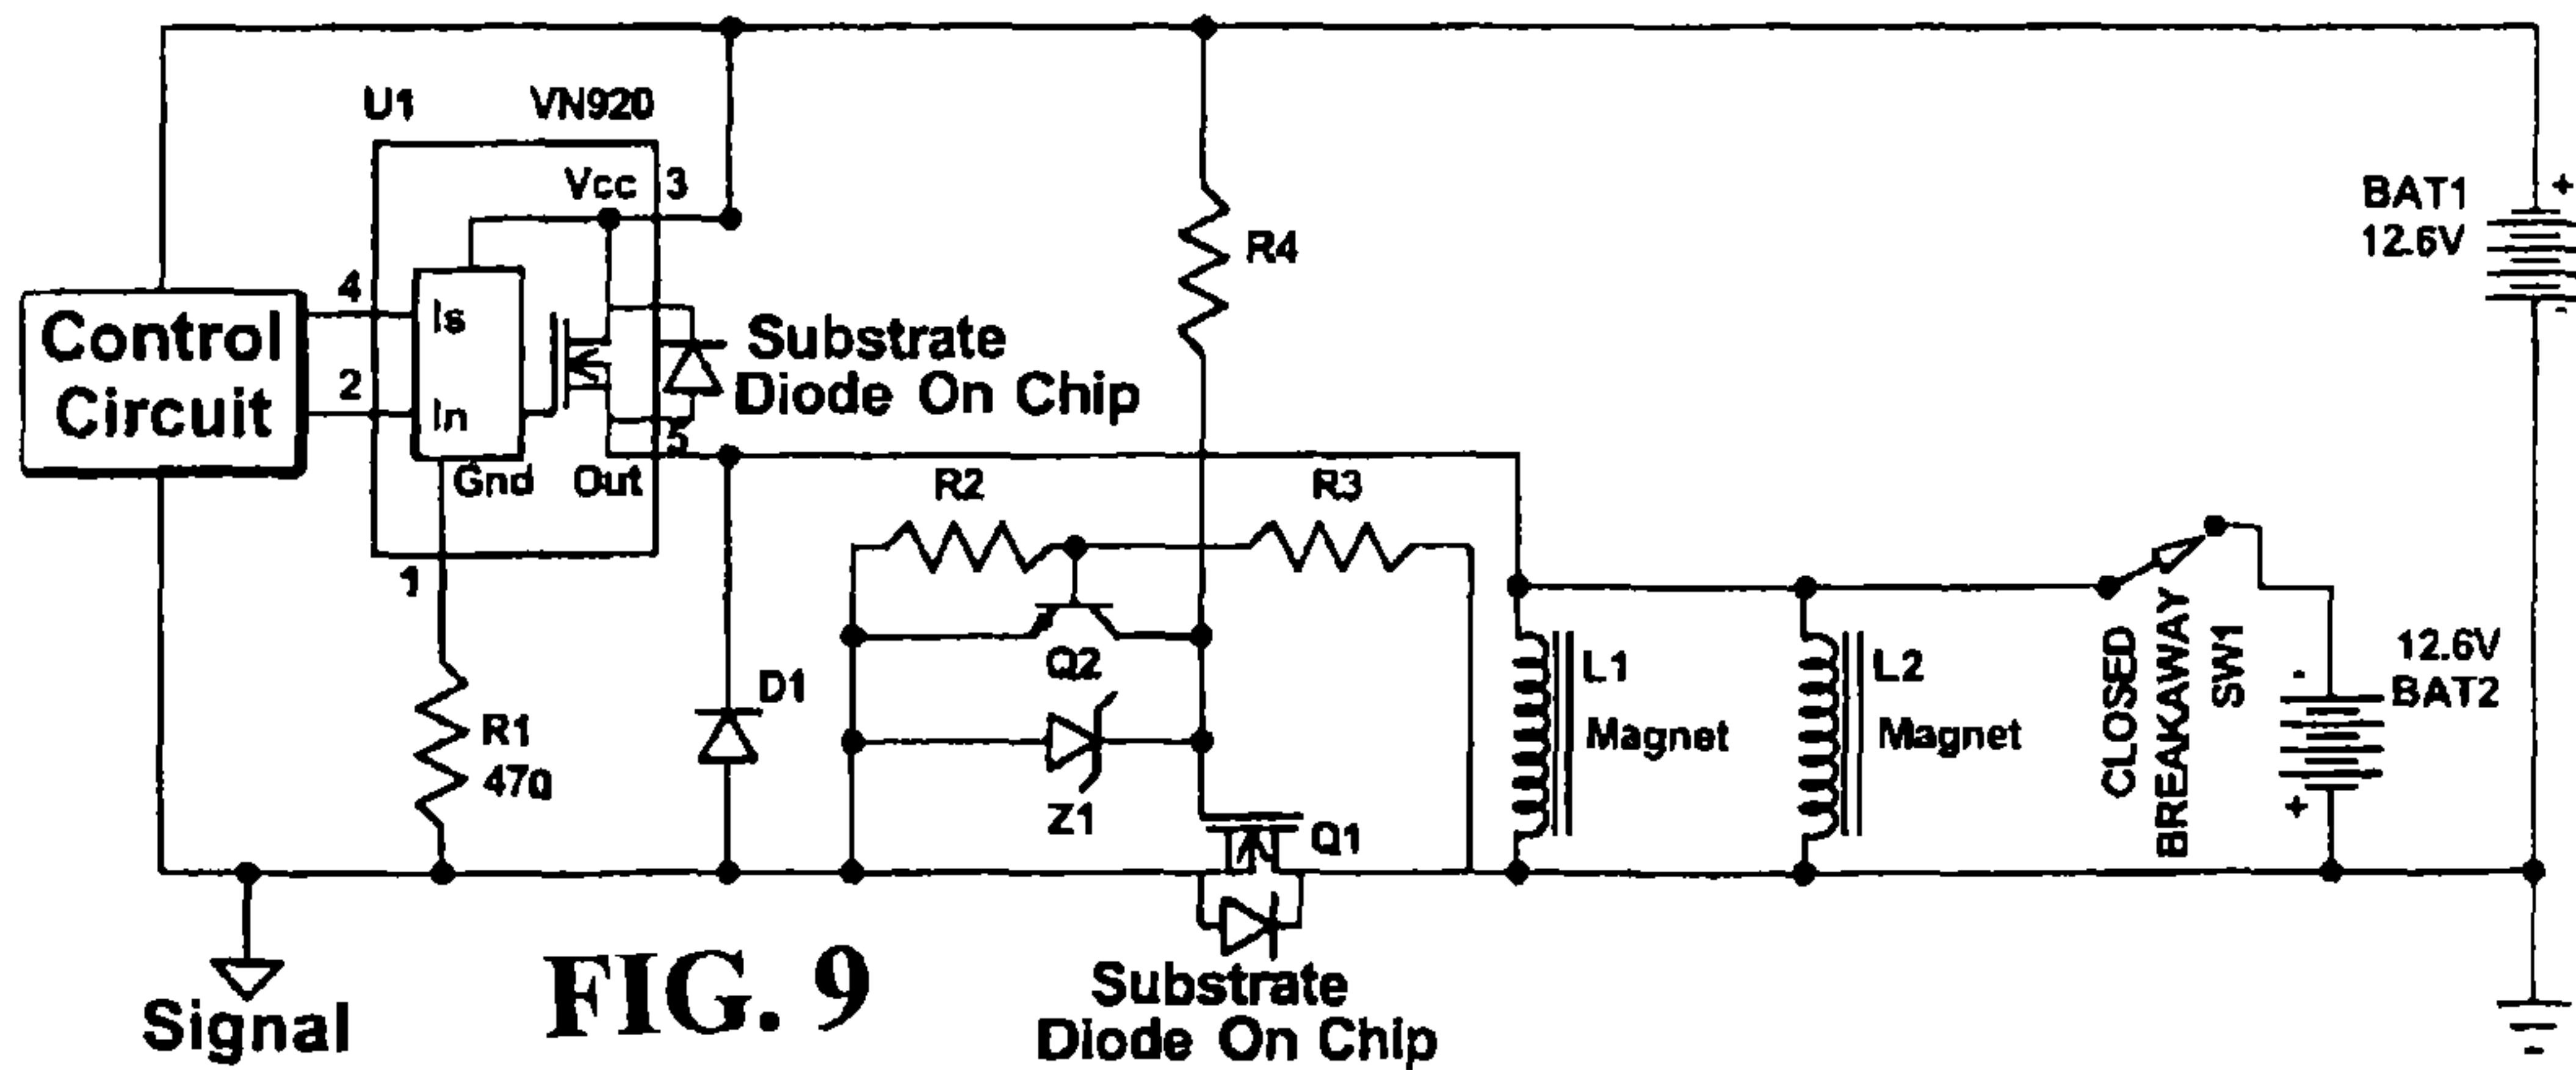 U1 VN920
Vcc 3
BAT1 +
12.6V
-
R4
4
Is
Control
Circuit
2
In
Substrate
Diode On Chip
5
Gnd Out
R2 R3
1
Q2
D1
L1
Magnet
L2
Magnet
CLOSED
BREAKAWAY
SW1
12.6V
- BAT2
+
R1
470
Z1
Q1
Signal
FIG. 9
Substrate
Diode On Chip